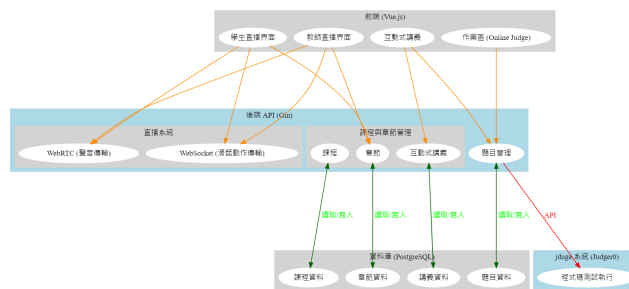 前端 (Vue.js)
學生直播界面
教師直播界面
互動式講義
作業區 (Online Judge)
後端 API (Gin)
直播系統
課程與章節管理
WebRTC (聲音傳輸)
WebSocket (滑鼠動作傳輸)
課程
章節
互動式講義
題目管理
讀取/寫入
讀取/寫入
讀取/寫入
讀取/寫入
API
資料庫 (PostgreSQL)
jduge 系統 (Judger0)
課程資料
章節資料
講義資料
題目資料
程式碼測試執行